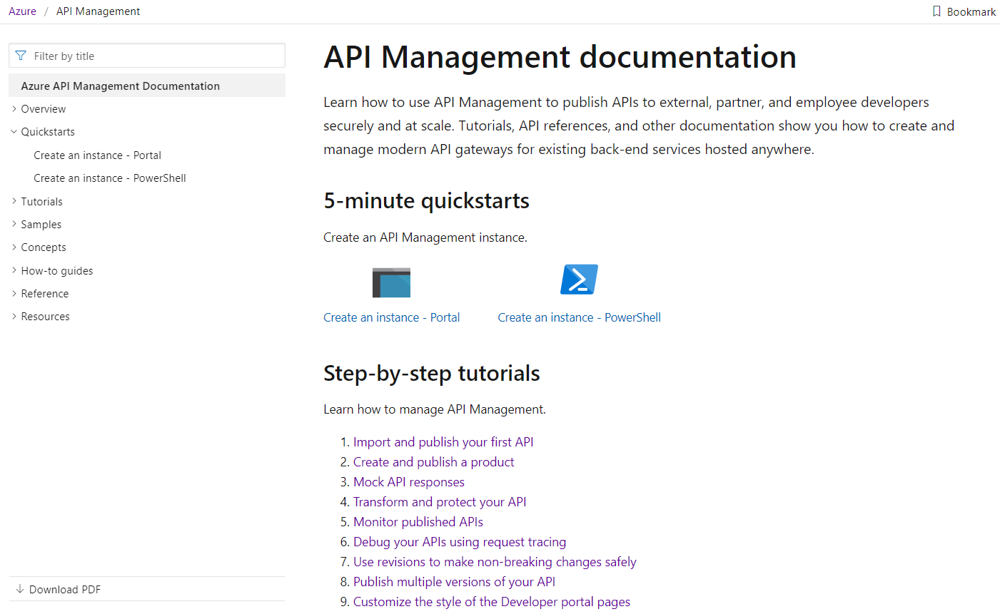 Azure / API Management
Bookmark
Filter by title
Azure API Management Documentation
Overview
Quickstarts
Create an instance - Portal
Create an instance - PowerShell
Tutorials
Samples
Concepts
How-to guides
Reference
Resources
Download PDF
API Management documentation
Learn how to use API Management to publish APIs to external, partner, and employee developers
securely and at scale. Tutorials, API references, and other documentation show you how to create and
manage modern API gateways for existing back-end services hosted anywhere.
5-minute quickstarts
Create an API Management instance.
Create an instance - Portal
Create an instance - PowerShell
Step-by-step tutorials
Learn how to manage API Management.
1. Import and publish your first API
2. Create and publish a product
3. Mock API responses
4. Transform and protect your API
5. Monitor published APIs
6. Debug your APIs using request tracing
7. Use revisions to make non-breaking changes safely
8. Publish multiple versions of your API
9. Customize the style of the Developer portal pages